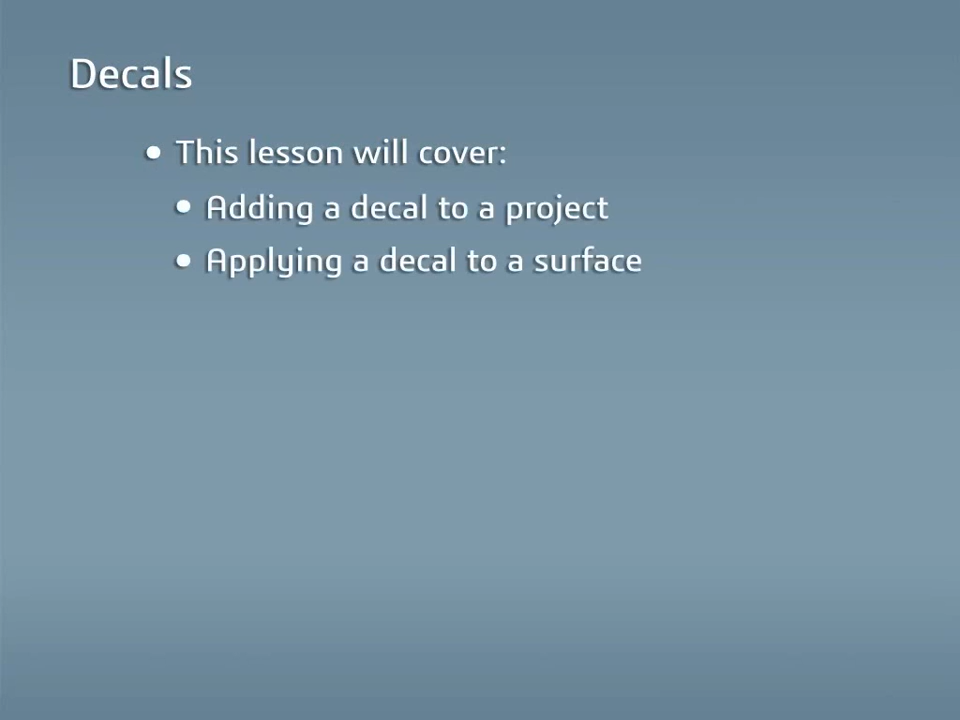 Decals
• This lesson will cover:
• Adding a decal to a project
• Applying a decal to a surface